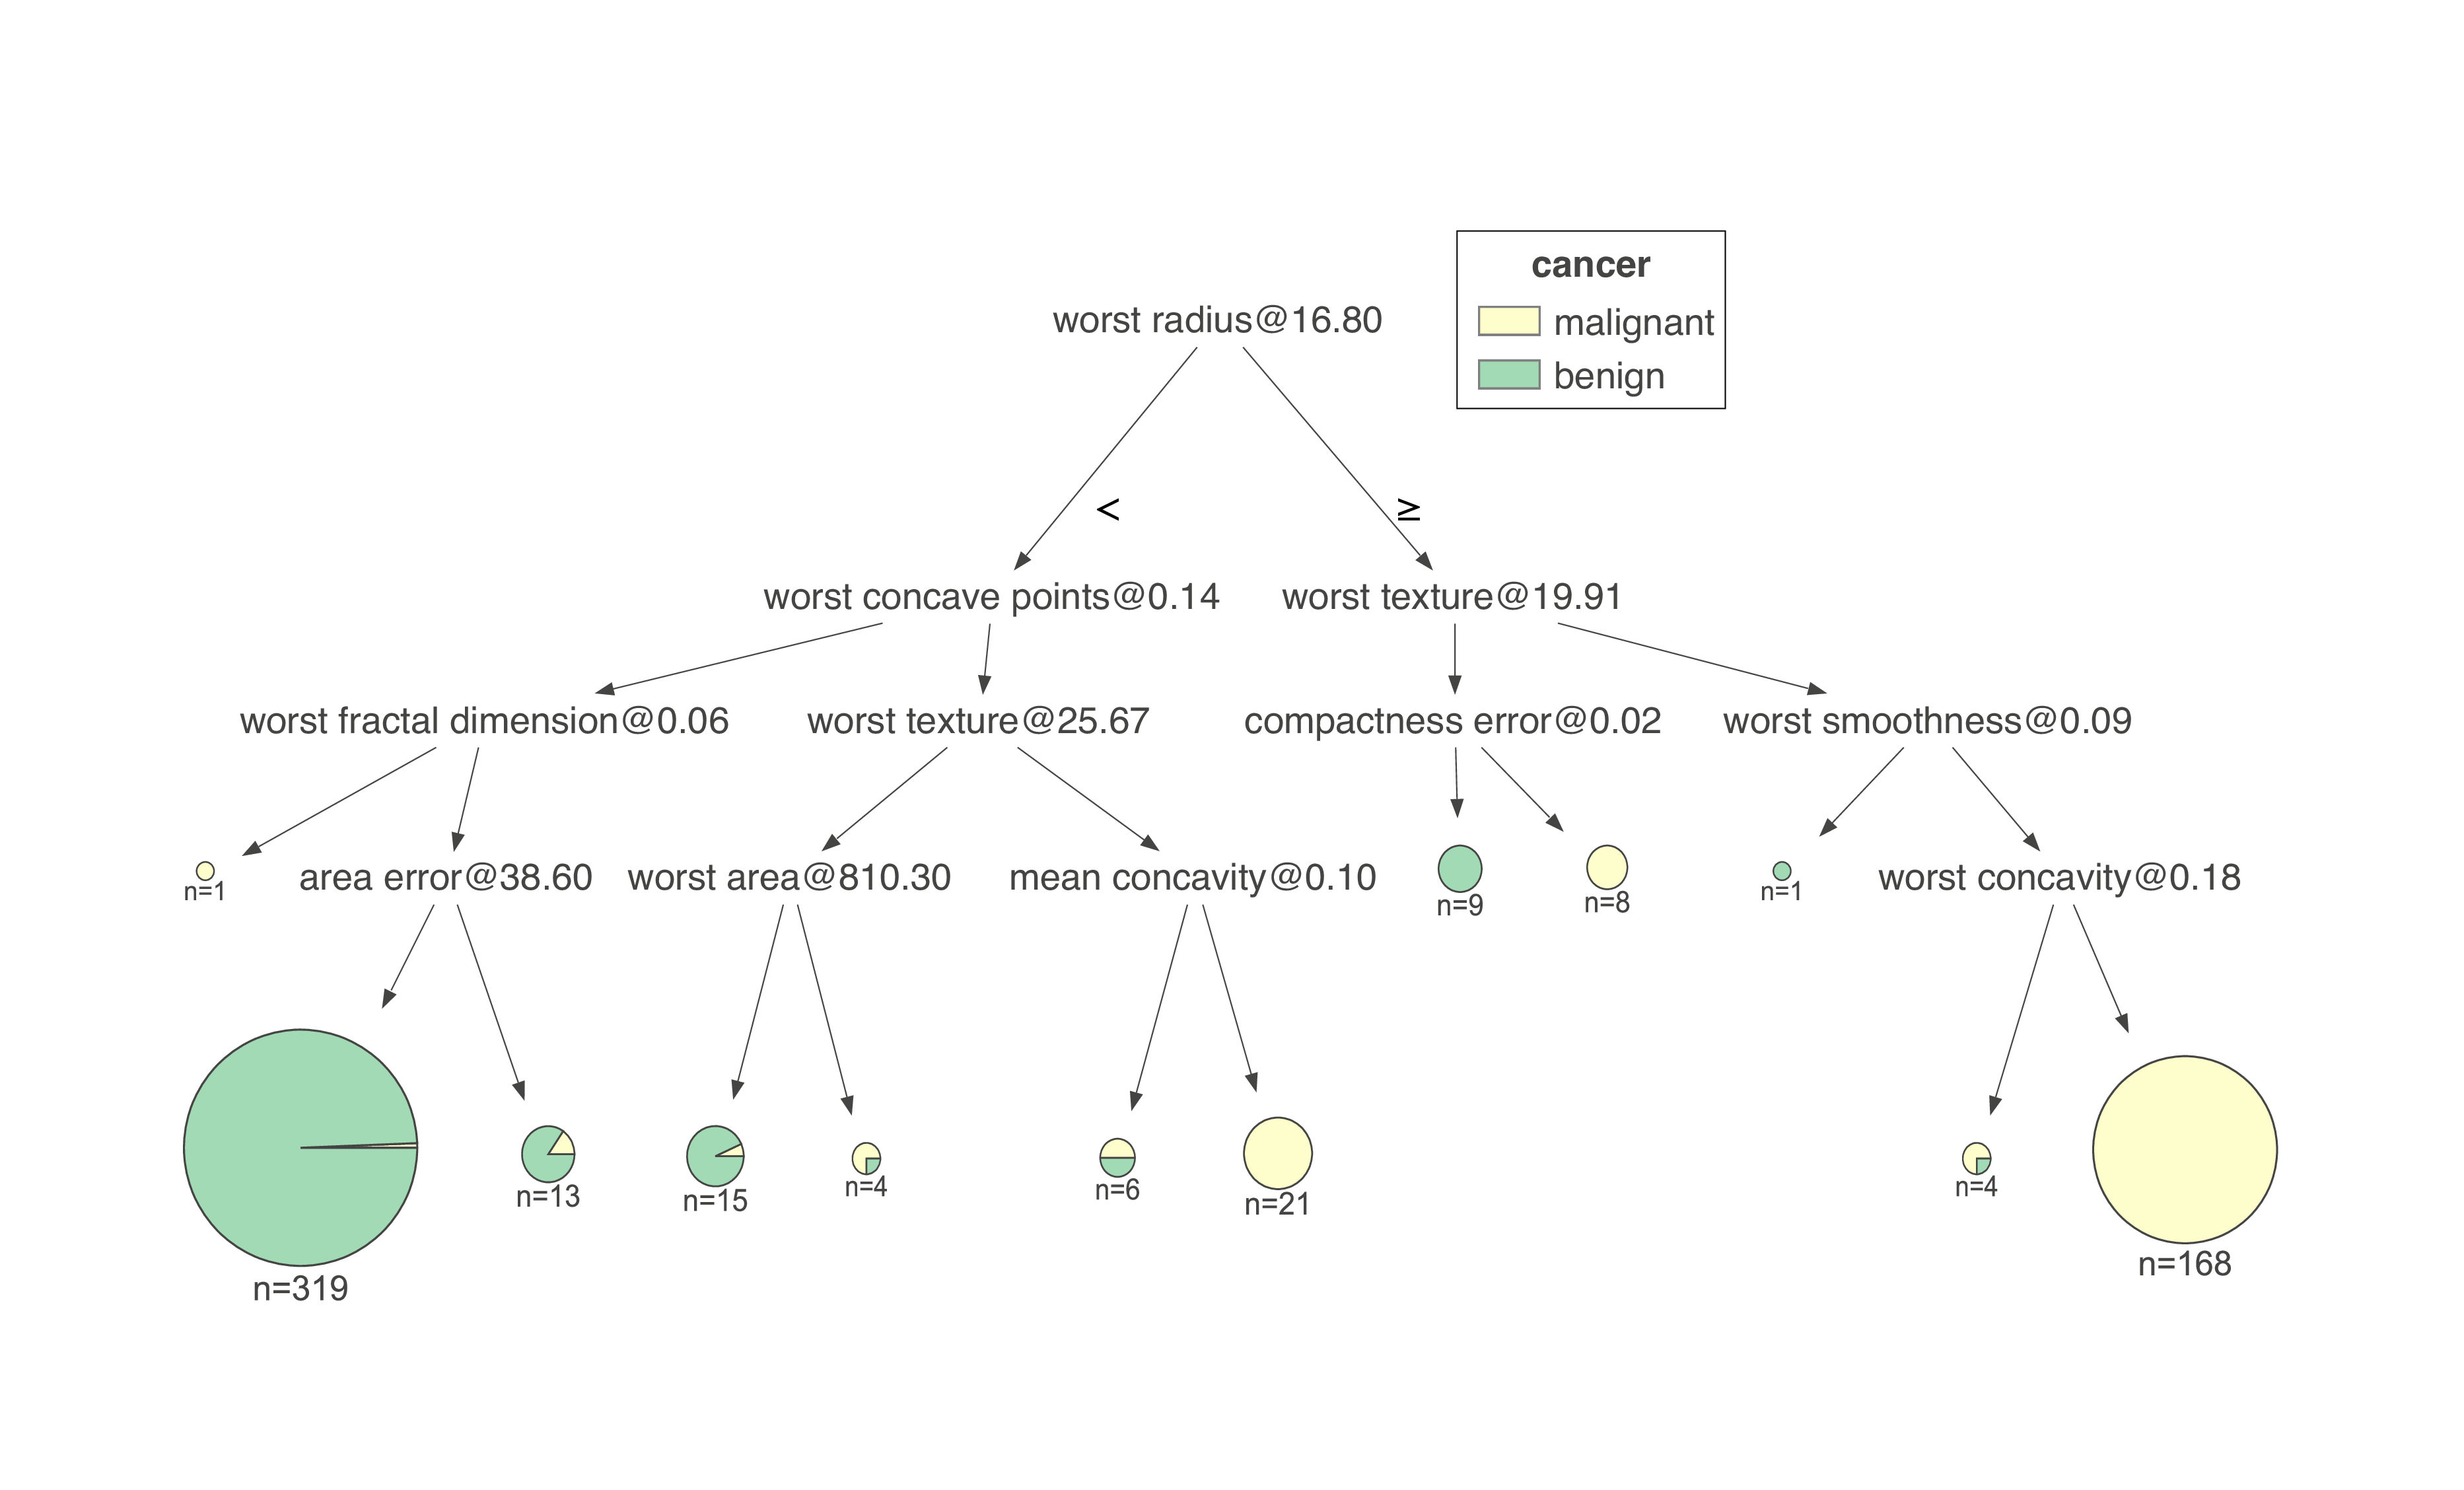 cancer
malignant
benign
worst radius@16.80
<
≥
worst concave points@0.14
worst texture@19.91
worst fractal dimension@0.06
worst texture@25.67
compactness error@0.02
worst smoothness@0.09
n=1
area error@38.60
worst area@810.30
mean concavity@0.10
n=9
n=8
n=1
worst concavity@0.18
n=319
n=13
n=15
n=4
n=6
n=21
n=4
n=168